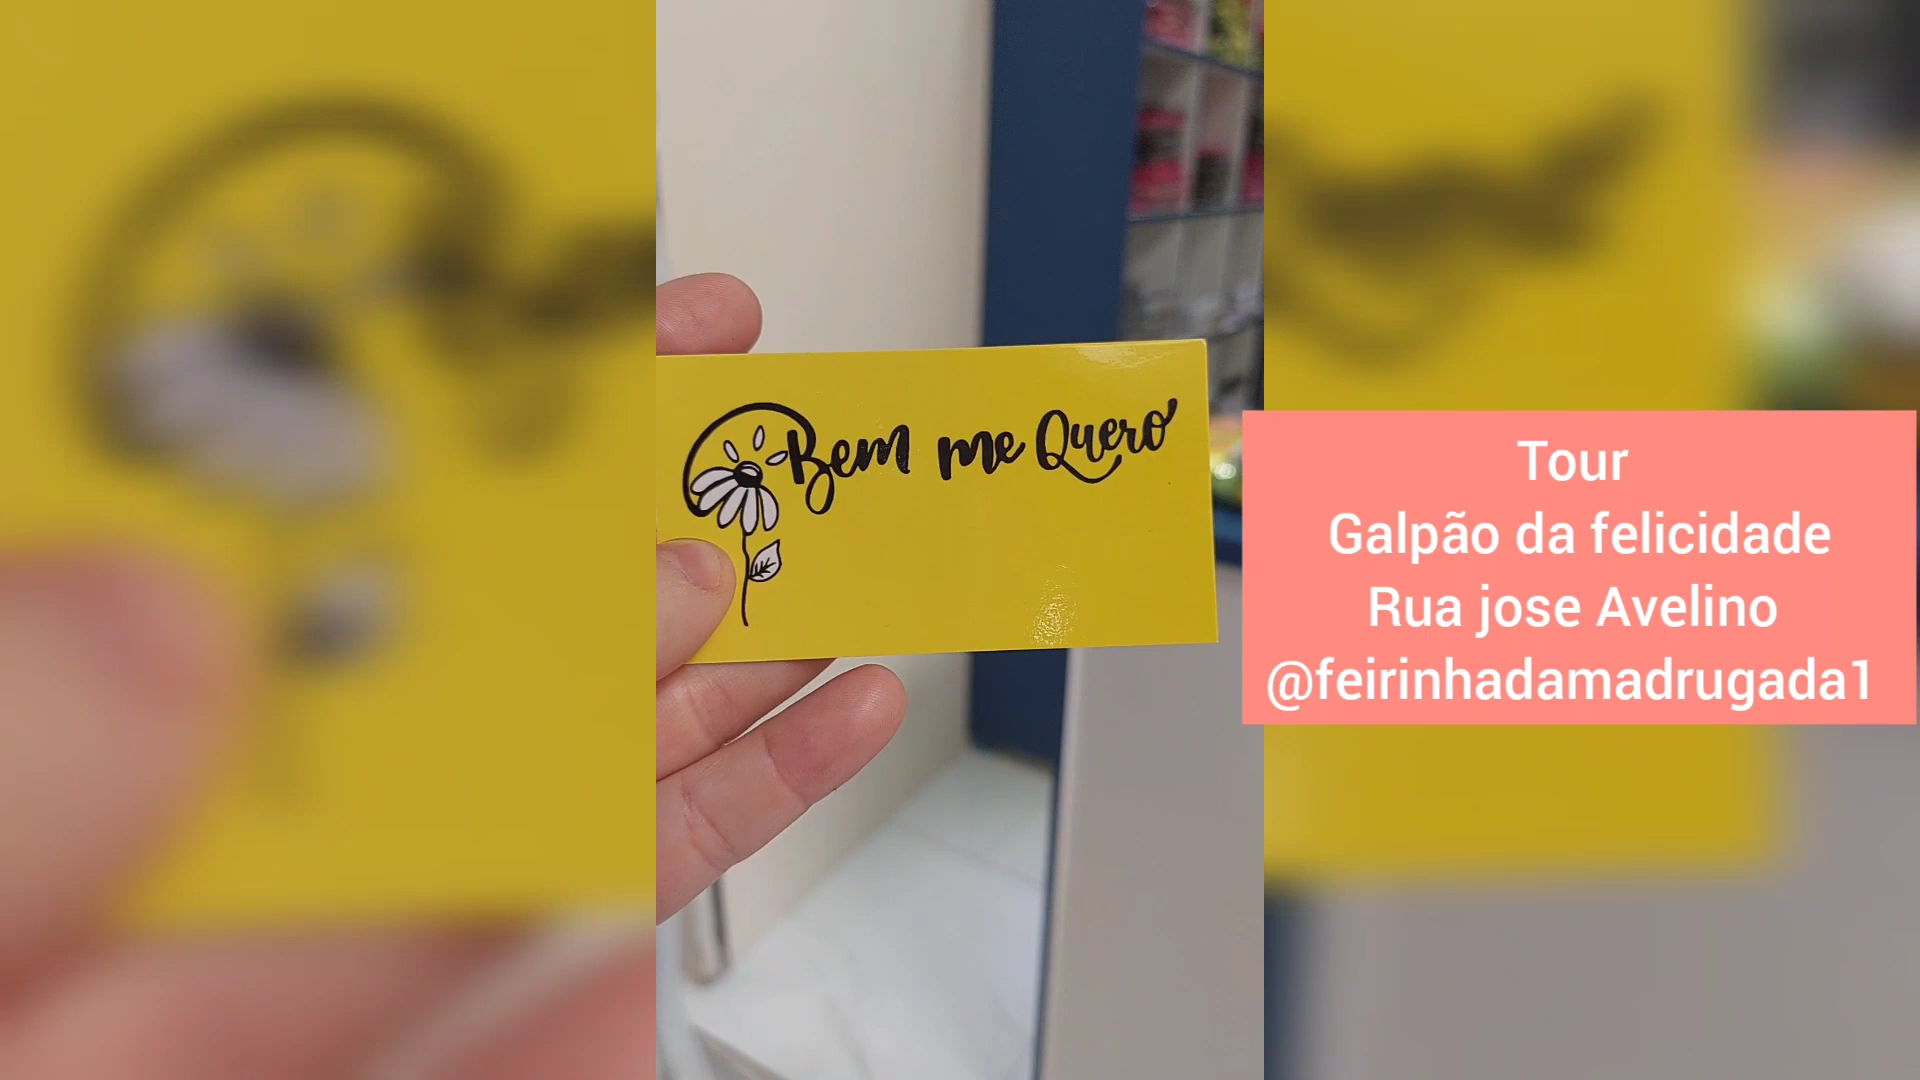 Bem me Quero
Tour
Galpão da felicidade
Rua jose Avelino
@feirinhadamadrugada1